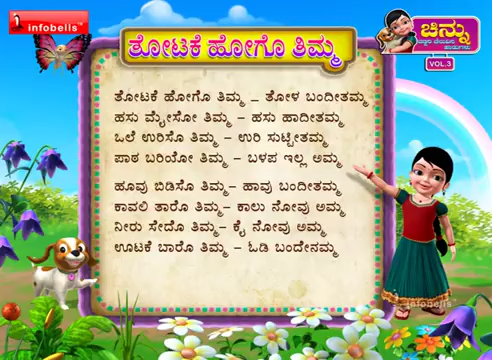 infobells™
ತೋಟಕೆ ಹೋಗೊ ತಿಮ್ಮ
ಚಿನ್ನು
VOL.3
ತೋಟಕೆ ಹೋಗೊ ತಿಮ್ಮ – ತೋಳ ಬಂದೀತಮ್ಮ
ಹಸು ಮೈಸೋ ತಿಮ್ಮ – ಹಸು ಹಾದೀತಮ್ಮ
ಒಲೆ ಉರಿಸೊ ತಿಮ್ಮ – ಉರಿ ಸುಟ್ಟೀತಮ್ಮ
ಪಾಠ ಬರಿಯೋ ತಿಮ್ಮ – ಬಳಪ ಇಲ್ಲ ಅಮ್ಮ
ಹೂವು ಬಿಡಿಸೊ ತಿಮ್ಮ – ಹಾವು ಬಂದೀತಮ್ಮ
ಕಾವಲಿ ತಾರೊ ತಿಮ್ಮ – ಕಾಲು ನೋವು ಅಮ್ಮ
ನೀರು ಸೇದೊ ತಿಮ್ಮ – ಕೈ ನೋವು ಅಮ್ಮ
ಊಟಕೆ ಬಾರೊ ತಿಮ್ಮ – ಓಡಿ ಬಂದೇನಮ್ಮ
infobells